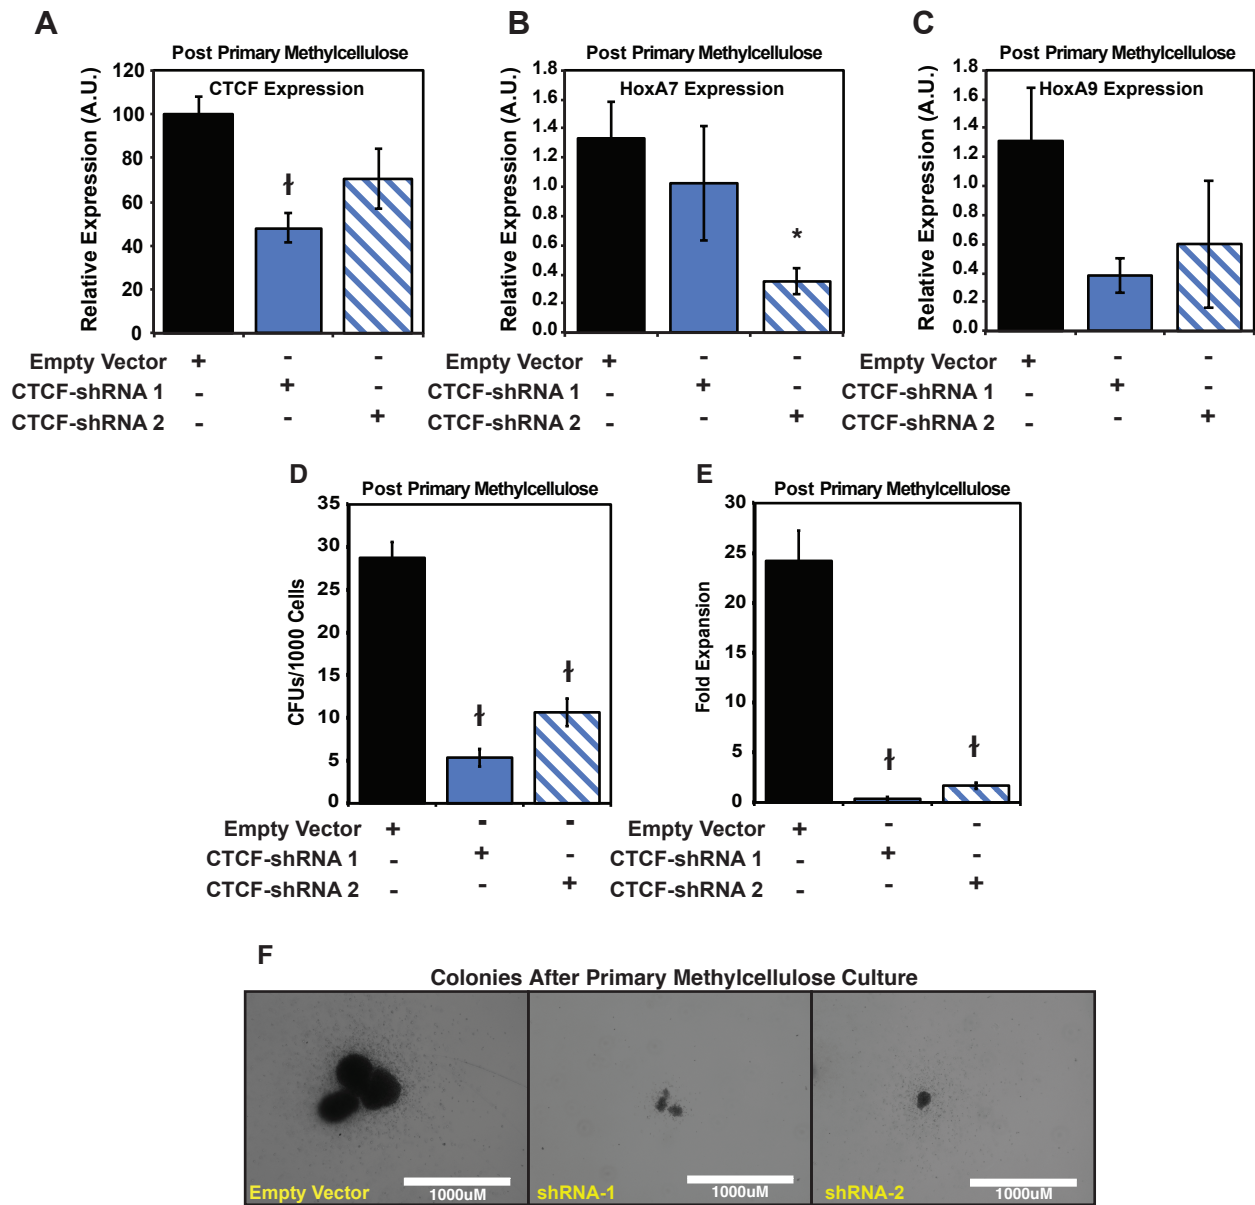 A
Post Primary Methylcellulose
CTCF Expression
Relative Expression (A.U.)
120
100
80
60
40
20
0
ƚ
Empty Vector + - -
CTCF-shRNA 1 - + -
CTCF-shRNA 2 - - +
B
Post Primary Methylcellulose
HoxA7 Expression
Relative Expression (A.U.)
1.8
1.6
1.4
1.2
1.0
0.8
0.6
0.4
0.2
0.0
*
Empty Vector + - -
CTCF-shRNA 1 - + -
CTCF-shRNA 2 - - +
C
Post Primary Methylcellulose
HoxA9 Expression
Relative Expression (A.U.)
1.8
1.6
1.4
1.2
1.0
0.8
0.6
0.4
0.2
0.0
Empty Vector + - -
CTCF-shRNA 1 - + -
CTCF-shRNA 2 - - +
D
Post Primary Methylcellulose
CFUs/1000 Cells
35
30
25
20
15
10
5
0
ƚ ƚ
Empty Vector + - -
CTCF-shRNA 1 - + -
CTCF-shRNA 2 - - +
E
Post Primary Methylcellulose
Fold Expansion
30
25
20
15
10
5
0
ƚ ƚ
Empty Vector + - -
CTCF-shRNA 1 - + -
CTCF-shRNA 2 - - +
F
Colonies After Primary Methylcellulose Culture
Empty Vector 1000uM
shRNA-1 1000uM
shRNA-2 1000uM